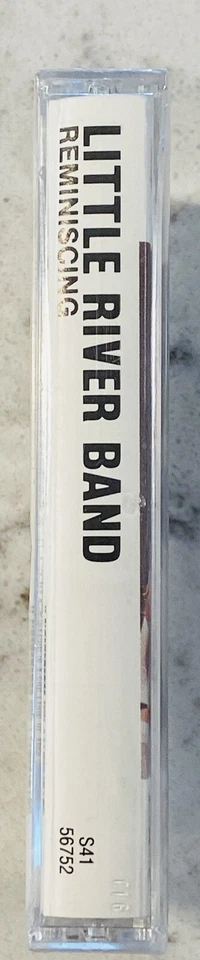 LITTLE RIVER BAND
REMINISCING
S41
56752